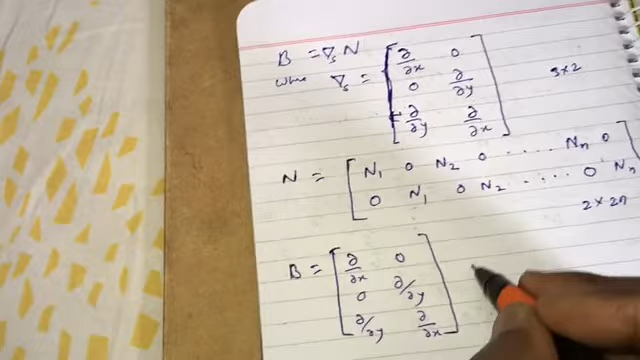 B = ∇s N
where ∇s = [ ∂/∂x 0
0 ∂/∂y
∂/∂y ∂/∂x ] 3×2
N = [ N1 0 N2 0 ..... Nn 0
0 N1 0 N2 ..... 0 Nn ]
2×2n
B = [ ∂/∂x 0
0 ∂/∂y
∂/∂y ∂/∂x ]